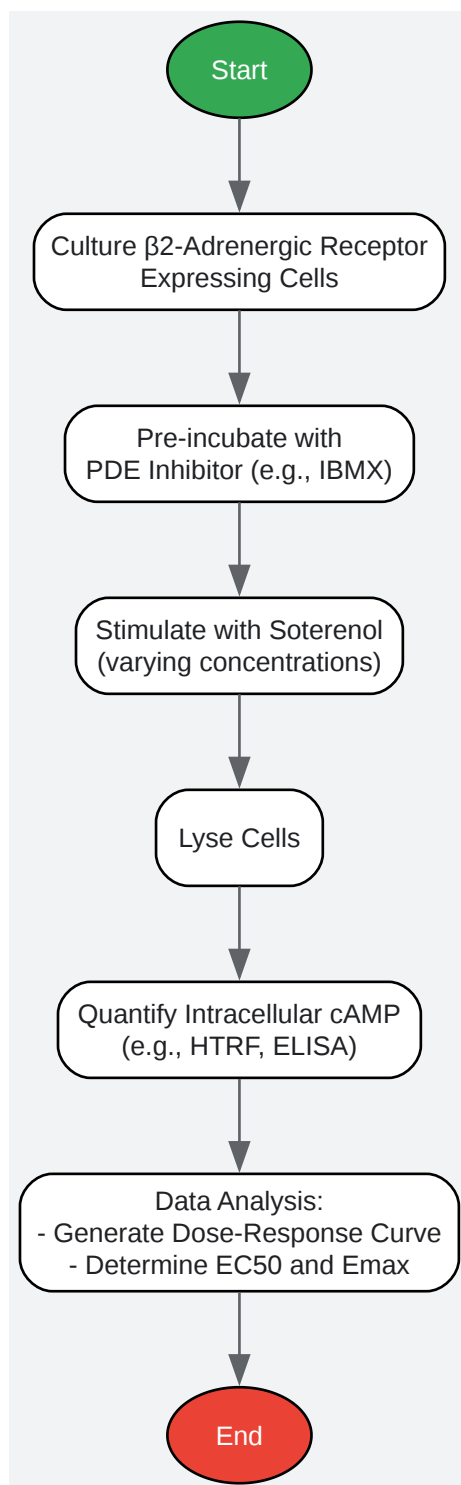 Start
Culture β2-Adrenergic Receptor
Expressing Cells
Pre-incubate with
PDE Inhibitor (e.g., IBMX)
Stimulate with Soterenol
(varying concentrations)
Lyse Cells
Quantify Intracellular cAMP
(e.g., HTRF, ELISA)
Data Analysis:
- Generate Dose-Response Curve
- Determine EC50 and Emax
End